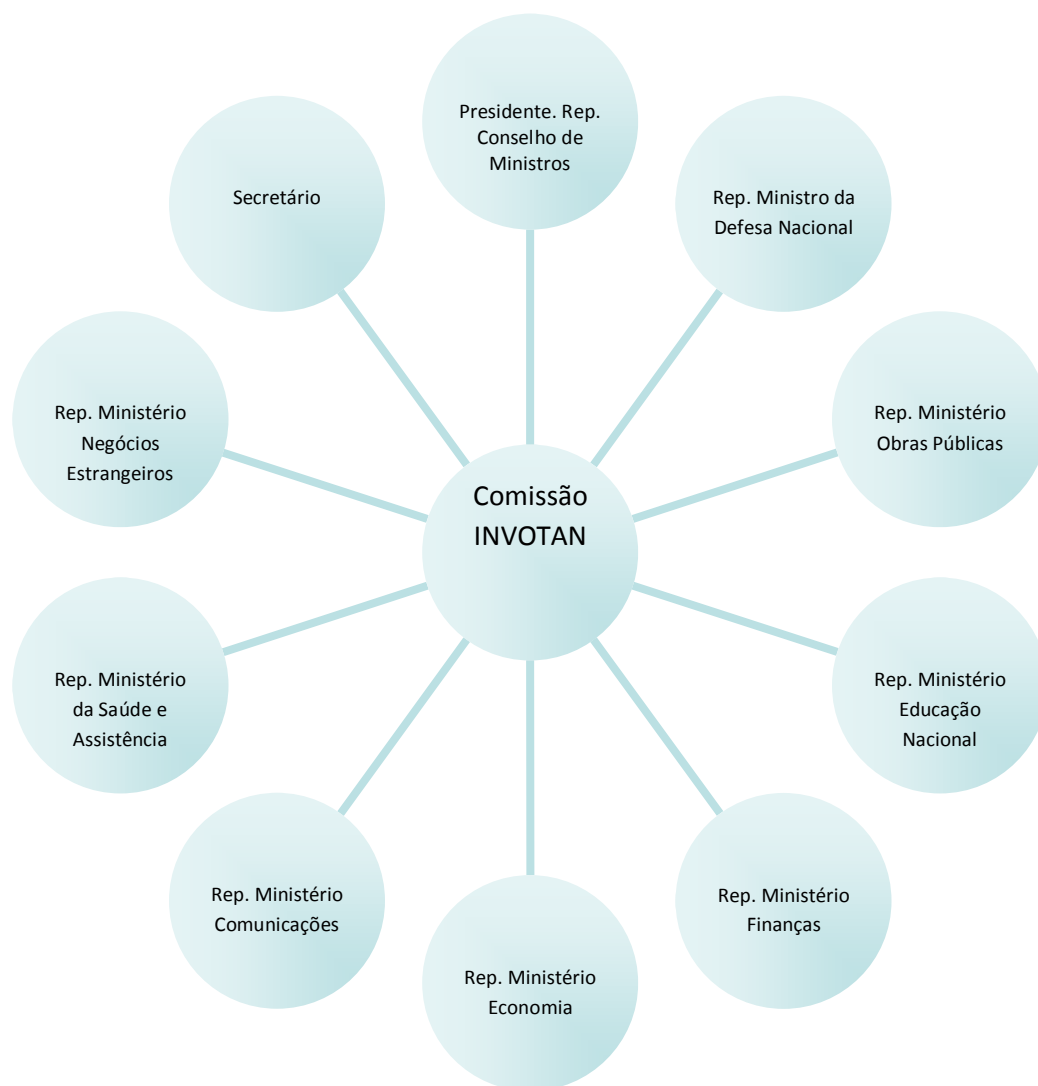 Presidente. Rep.
Conselho de
Ministros
Secretário
Rep. Ministro da
Defesa Nacional
Rep. Ministério
Negócios
Estrangeiros
Rep. Ministério
Obras Públicas
Comissão
INVOTAN
Rep. Ministério
da Saúde e
Assistência
Rep. Ministério
Educação
Nacional
Rep. Ministério
Comunicações
Rep. Ministério
Finanças
Rep. Ministério
Economia